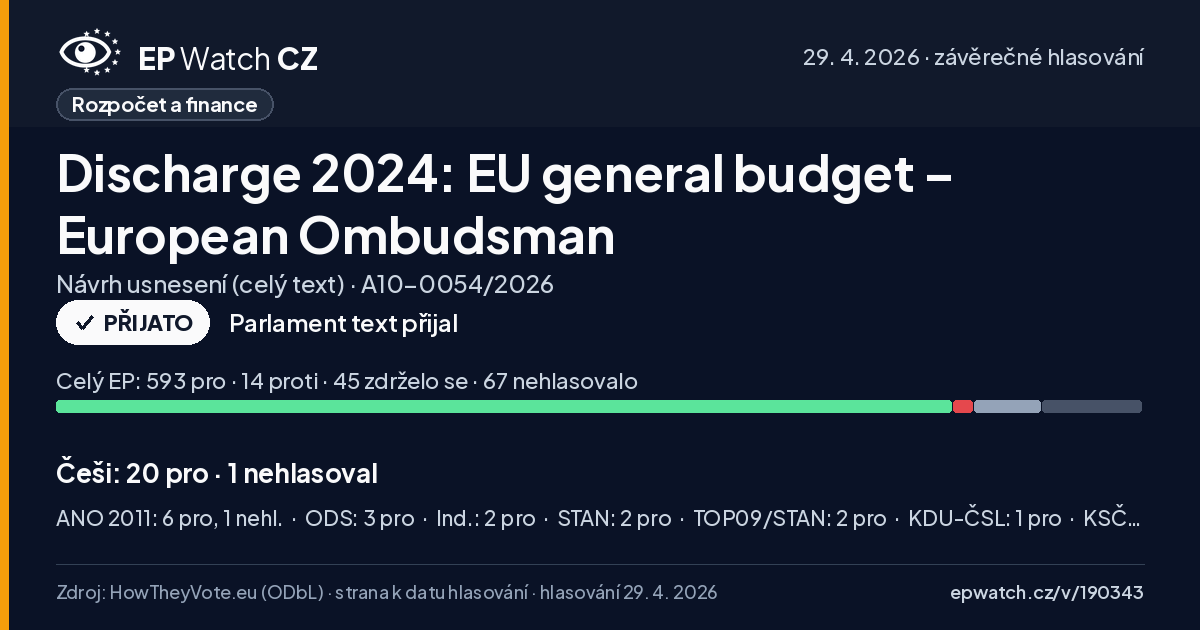 EP Watch CZ
29. 4. 2026 · závěrečné hlasování
Rozpočet a finance
Discharge 2024: EU general budget –
European Ombudsman
Návrh usnesení (celý text) · A10-0054/2026
✓ PŘIJATO Parlament text přijal
Celý EP: 593 pro · 14 proti · 45 zdrželo se · 67 nehlasovalo
Češi: 20 pro · 1 nehlasoval
ANO 2011: 6 pro, 1 nehl. · ODS: 3 pro · Ind.: 2 pro · STAN: 2 pro · TOP09/STAN: 2 pro · KDU-ČSL: 1 pro · KSČ…
Zdroj: HowTheyVote.eu (ODbL) · strana k datu hlasování · hlasování 29. 4. 2026
epwatch.cz/v/190343